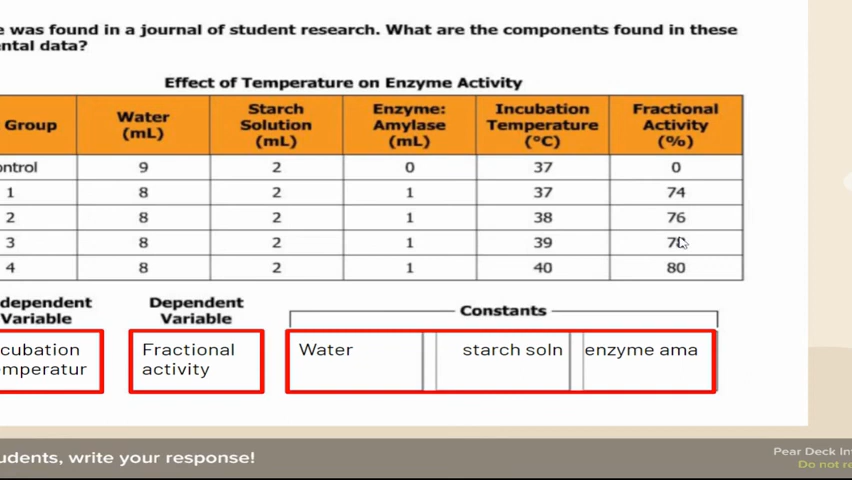 e was found in a journal of student research. What are the components found in these
ental data?
Effect of Temperature on Enzyme Activity
Group Water (mL) Starch Solution (mL) Enzyme: Amylase (mL) Incubation Temperature (°C) Fractional Activity (%)
ontrol 9 2 0 37 0
1 8 2 1 37 74
2 8 2 1 38 76
3 8 2 1 39
4 8 2 1 40 80
dependent Variable
Dependent Variable
Constants
cubation
mperatur
Fractional
activity
Water
starch soln
enzyme ama
udents, write your response!
Pear Deck In
Do not re